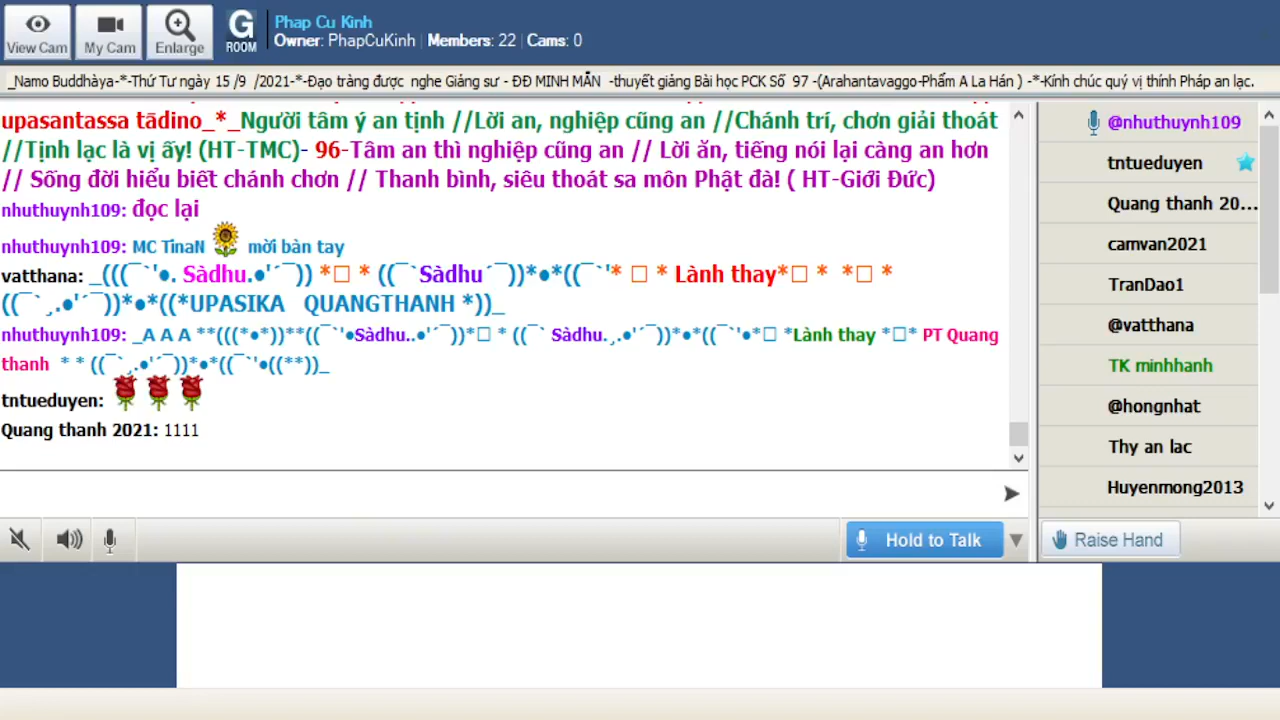 View Cam
My Cam
Enlarge
G
ROOM
Phap Cu Kinh
Owner: PhapCuKinh | Members: 22 | Cams: 0
_Namo Buddhàya-*-Thứ Tư ngày 15 /9 /2021-*-Đạo tràng được nghe Giảng sư - ĐĐ MINH MẪN -thuyết giảng Bài học PCK Số 97 -(Arahantavaggo-Phẩm A La Hán ) -*-Kính chúc quý vị thính Pháp an lạc.
upasantassa tādino_*_Người tâm ý an tịnh //Lời an, nghiệp cũng an //Chánh trí, chơn giải thoát
//Tịnh lạc là vị ấy! (HT-TMC)- 96-Tâm an thì nghiệp cũng an // Lời ăn, tiếng nói lại càng an hơn
// Sống đời hiểu biết chánh chơn // Thanh bình, siêu thoát sa môn Phật đà! ( HT-Giới Đức)
nhuthuynh109: đọc lại
nhuthuynh109: MC TinaN mời bàn tay
vatthana: _(((¯`'•. Sàdhu.•'´¯)) *□ * ((¯`Sàdhu´¯))*•*((¯`'* □ * Lành thay*□ * *□ *
((¯`¸.•'´¯))*•*((*UPASIKA QUANGTHANH *))_
nhuthuynh109: _A A A **(((*•*))**((¯`'•Sàdhu..•'´¯))*□ * ((¯` Sàdhu.¸.•'´¯))*•*((¯`'•*□ *Lành thay *□* PT Quang
thanh * * ((¯`¸.•'´¯))*•*((¯`'•((**))_
tntueduyen:
Quang thanh 2021: 1111
@nhuthuynh109
tntueduyen
Quang thanh 20...
camvan2021
TranDao1
@vatthana
TK minhhanh
@hongnhat
Thy an lac
Huyenmong2013
Hold to Talk
Raise Hand